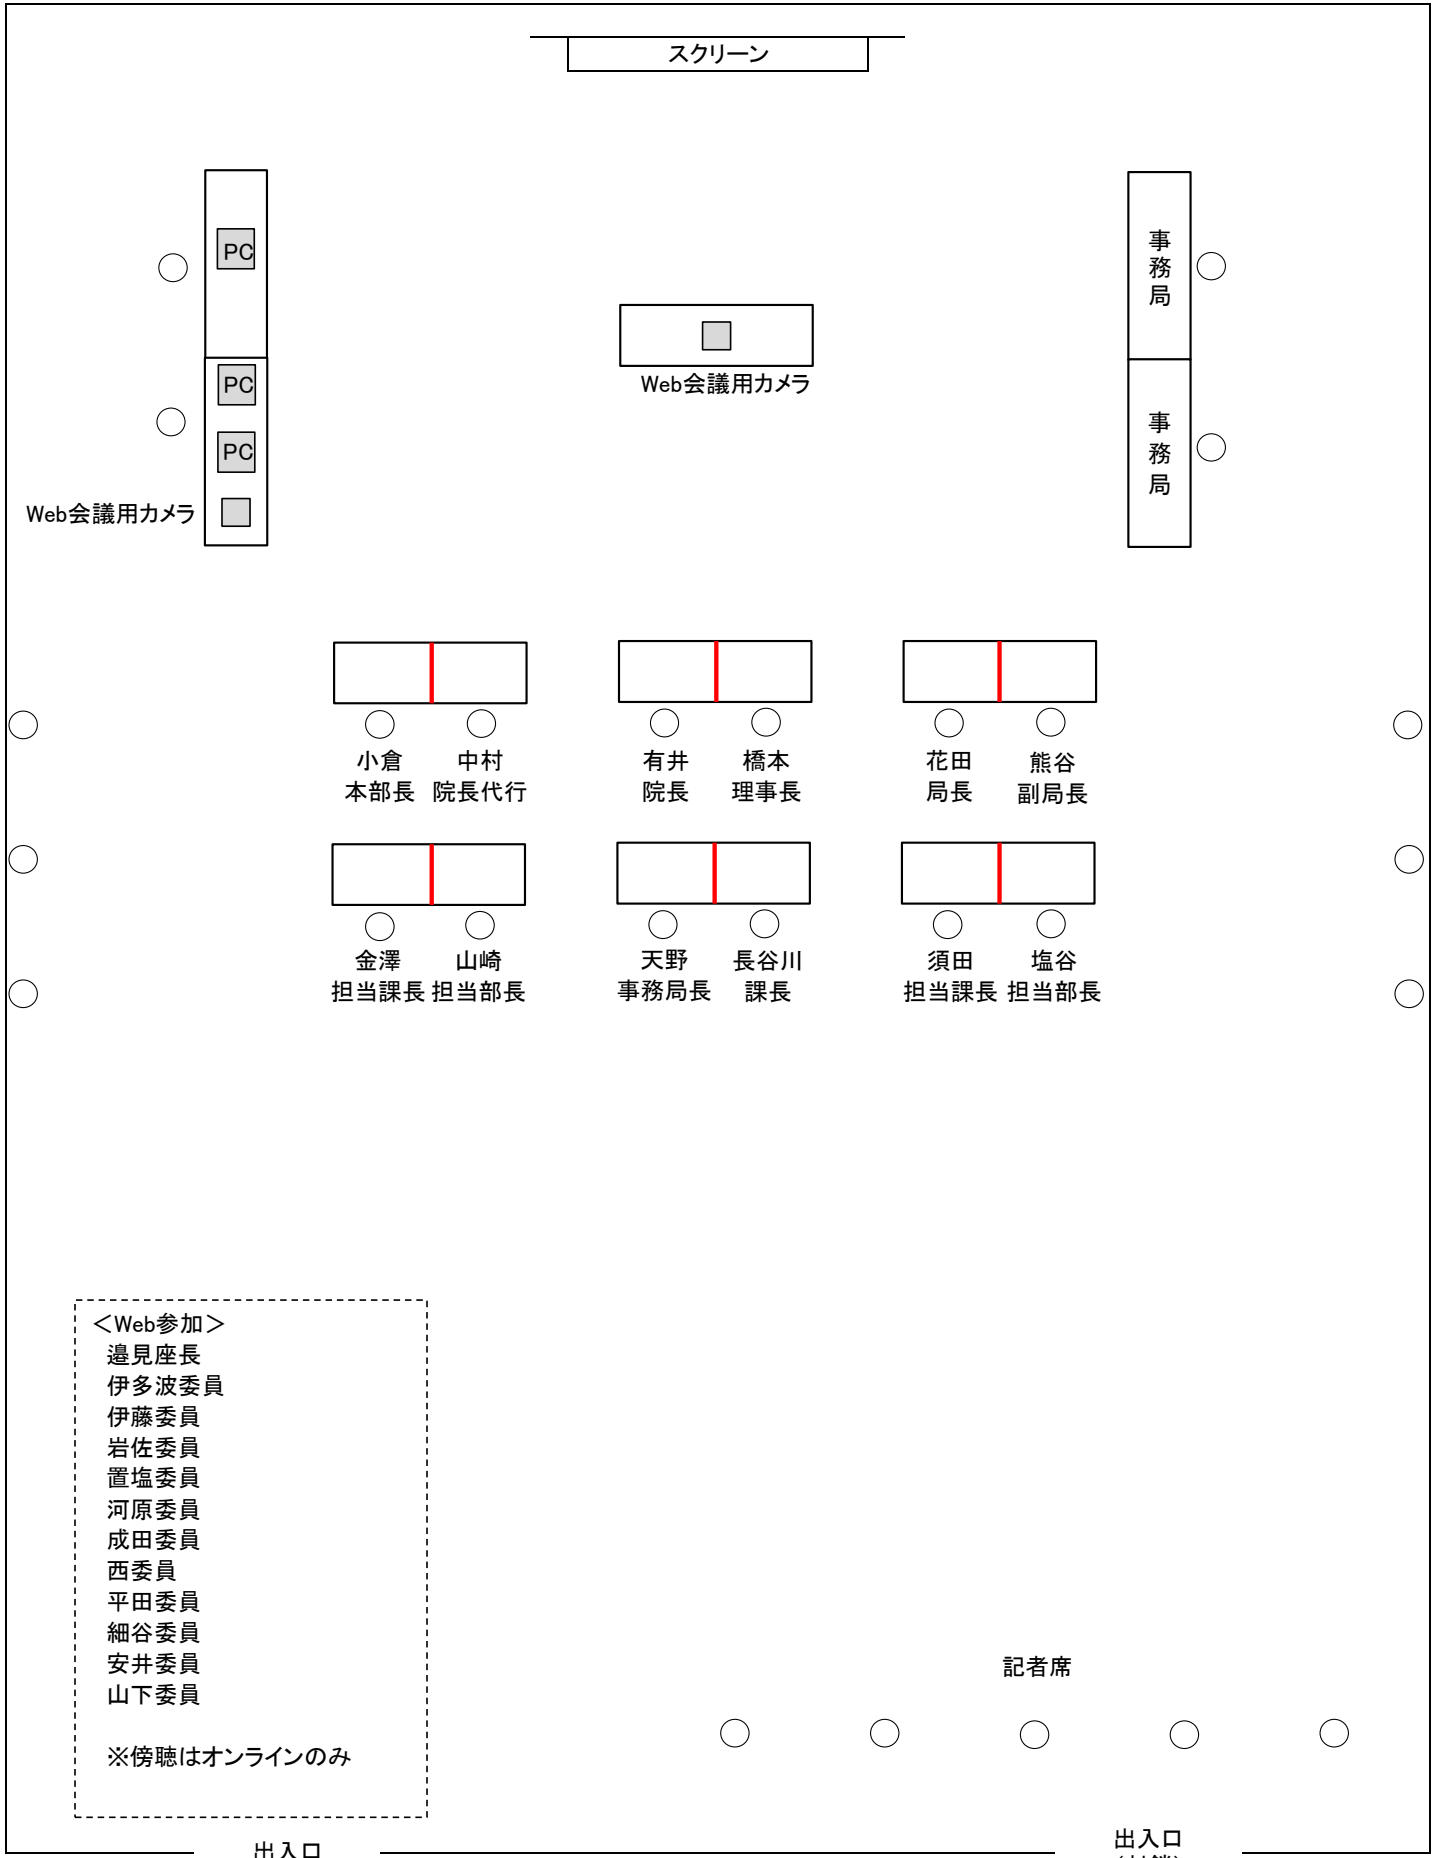 スクリーン
PC
事務局
Web会議用カメラ
PC
PC
事務局
Web会議用カメラ
小倉
本部長
中村
院長代行
有井
院長
橋本
理事長
花田
局長
熊谷
副局長
金澤
担当課長
山崎
担当部長
天野
事務局長
長谷川
課長
須田
担当課長
塩谷
担当部長
＜Web参加＞
邉見座長
伊多波委員
伊藤委員
岩佐委員
置塩委員
河原委員
成田委員
西委員
平田委員
細谷委員
安井委員
山下委員
※傍聴はオンラインのみ
記者席
出入口
出入口